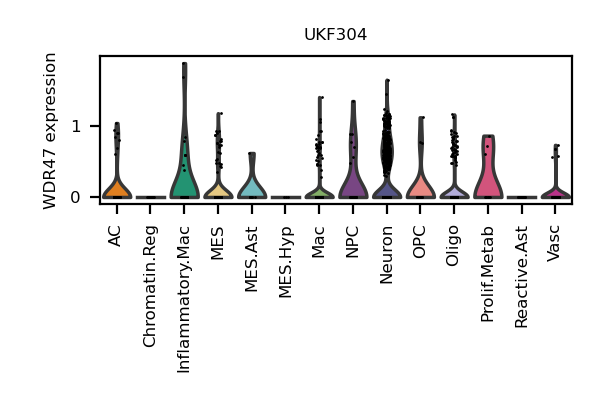 UKF304
WDR47 expression
1
0
AC
Chromatin.Reg
Inflammatory.Mac
MES
MES.Ast
MES.Hyp
Mac
NPC
Neuron
OPC
Oligo
Prolif.Metab
Reactive.Ast
Vasc